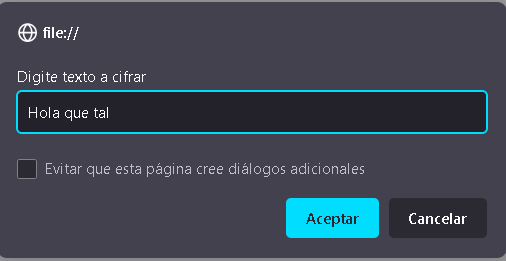 file://
Digite texto a cifrar
Hola que tal
Evitar que esta página cree diálogos adicionales
Aceptar Cancelar